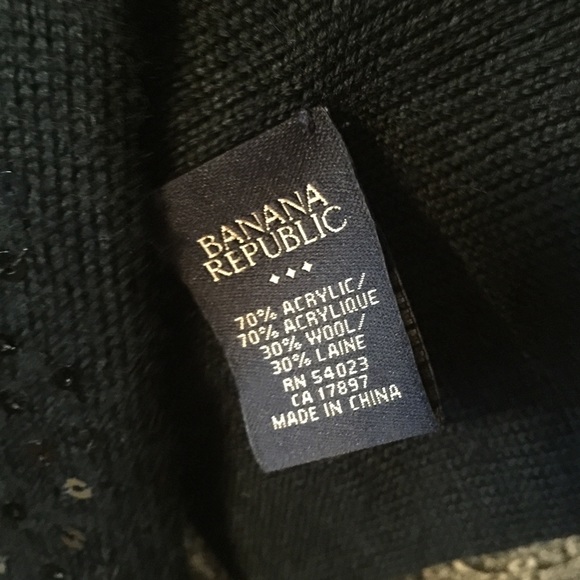 BANANA
REPUBLIC
70% ACRYLIC/
70% ACRYLIQUE
30% WOOL/
30% LAINE
RN 54023
CA 17897
MADE IN CHINA